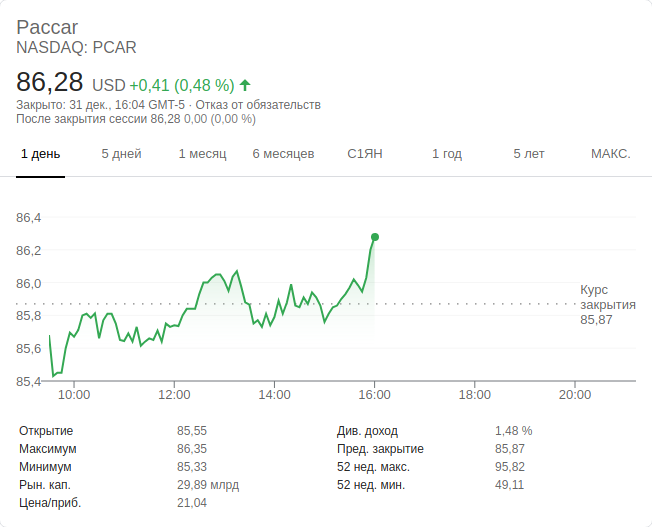 Paccar
NASDAQ: PCAR
86,28 USD +0,41 (0,48 %)
Закрыто: 31 дек., 16:04 GMT-5 · Отказ от обязательств
После закрытия сессии 86,28 0,00 (0,00 %)
1 день 5 дней 1 месяц 6 месяцев С1ЯН 1 год 5 лет МАКС.
86,4
86,2
86,0
85,8
85,6
85,4
Курс
закрытия
85,87
10:00 12:00 14:00 16:00 18:00 20:00
Открытие 85,55 Див. доход 1,48 %
Максимум 86,35 Пред. закрытие 85,87
Минимум 85,33 52 нед. макс. 95,82
Рын. кап. 29,89 млрд 52 нед. мин. 49,11
Цена/приб. 21,04